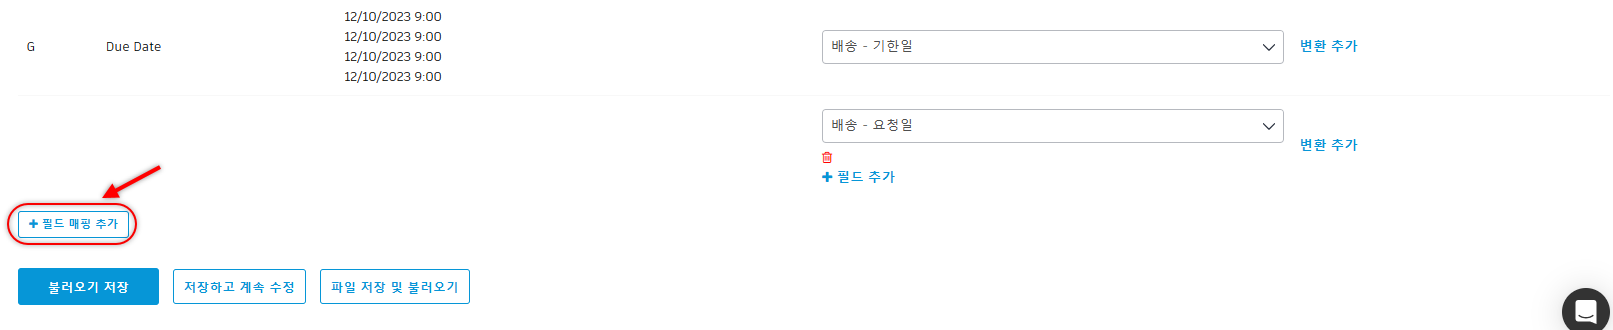 12/10/2023 9:00
12/10/2023 9:00
12/10/2023 9:00
12/10/2023 9:00
G
Due Date
배송 - 기한일
변환 추가
배송 - 요청일
변환 추가
+ 필드 추가
+ 필드 매핑 추가
불러오기 저장
저장하고 계속 수정
파일 저장 및 불러오기